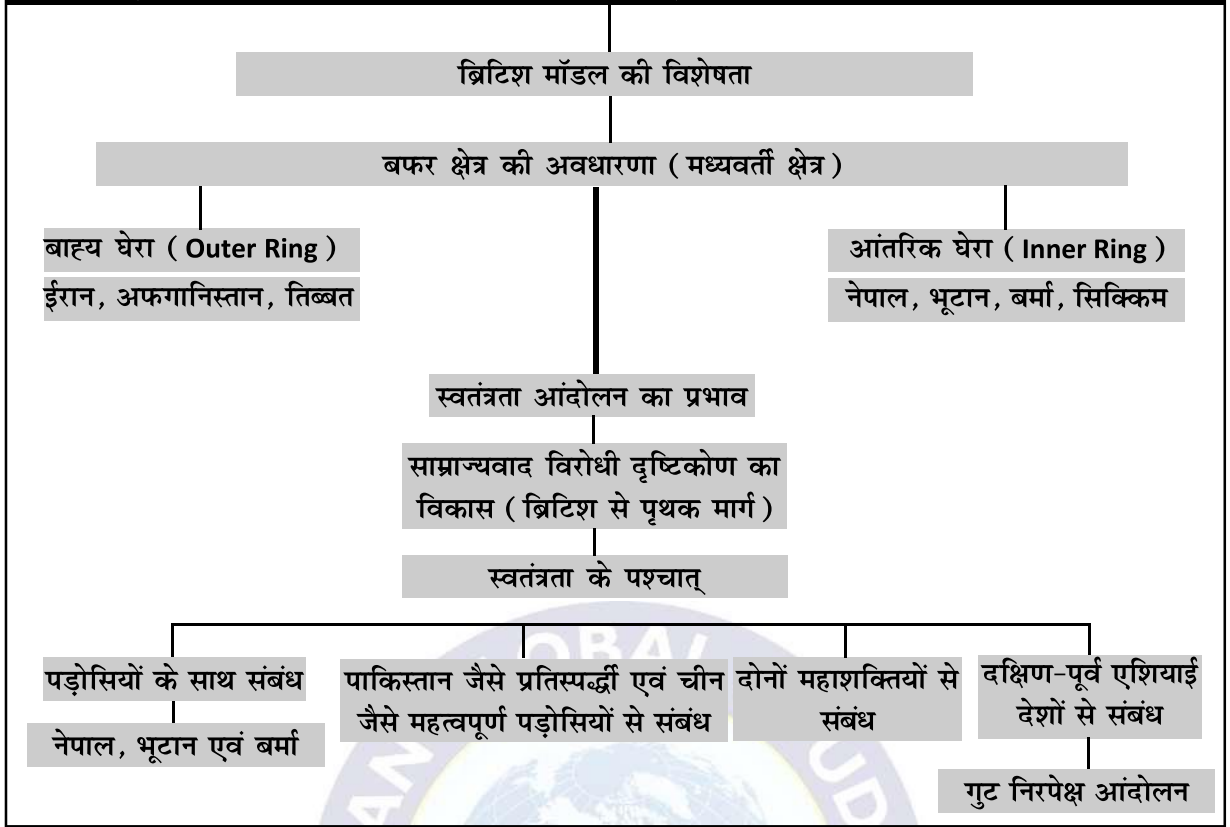 ब्रिटिश मॉडल की विशेषता
बफर क्षेत्र की अवधारणा ( मध्यवर्ती क्षेत्र )
बाह्य घेरा ( Outer Ring )
ईरान, अफगानिस्तान, तिब्बत
आंतरिक घेरा ( Inner Ring )
नेपाल, भूटान, बर्मा, सिक्किम
स्वतंत्रता आंदोलन का प्रभाव
साम्राज्यवाद विरोधी दृष्टिकोण का
विकास ( ब्रिटिश से पृथक मार्ग )
स्वतंत्रता के पश्चात्
पड़ोसियों के साथ संबंध
नेपाल, भूटान एवं बर्मा
पाकिस्तान जैसे प्रतिस्पर्द्धी एवं चीन
जैसे महत्वपूर्ण पड़ोसियों से संबंध
दोनों महाशक्तियों से
संबंध
दक्षिण-पूर्व एशियाई
देशों से संबंध
गुट निरपेक्ष आंदोलन